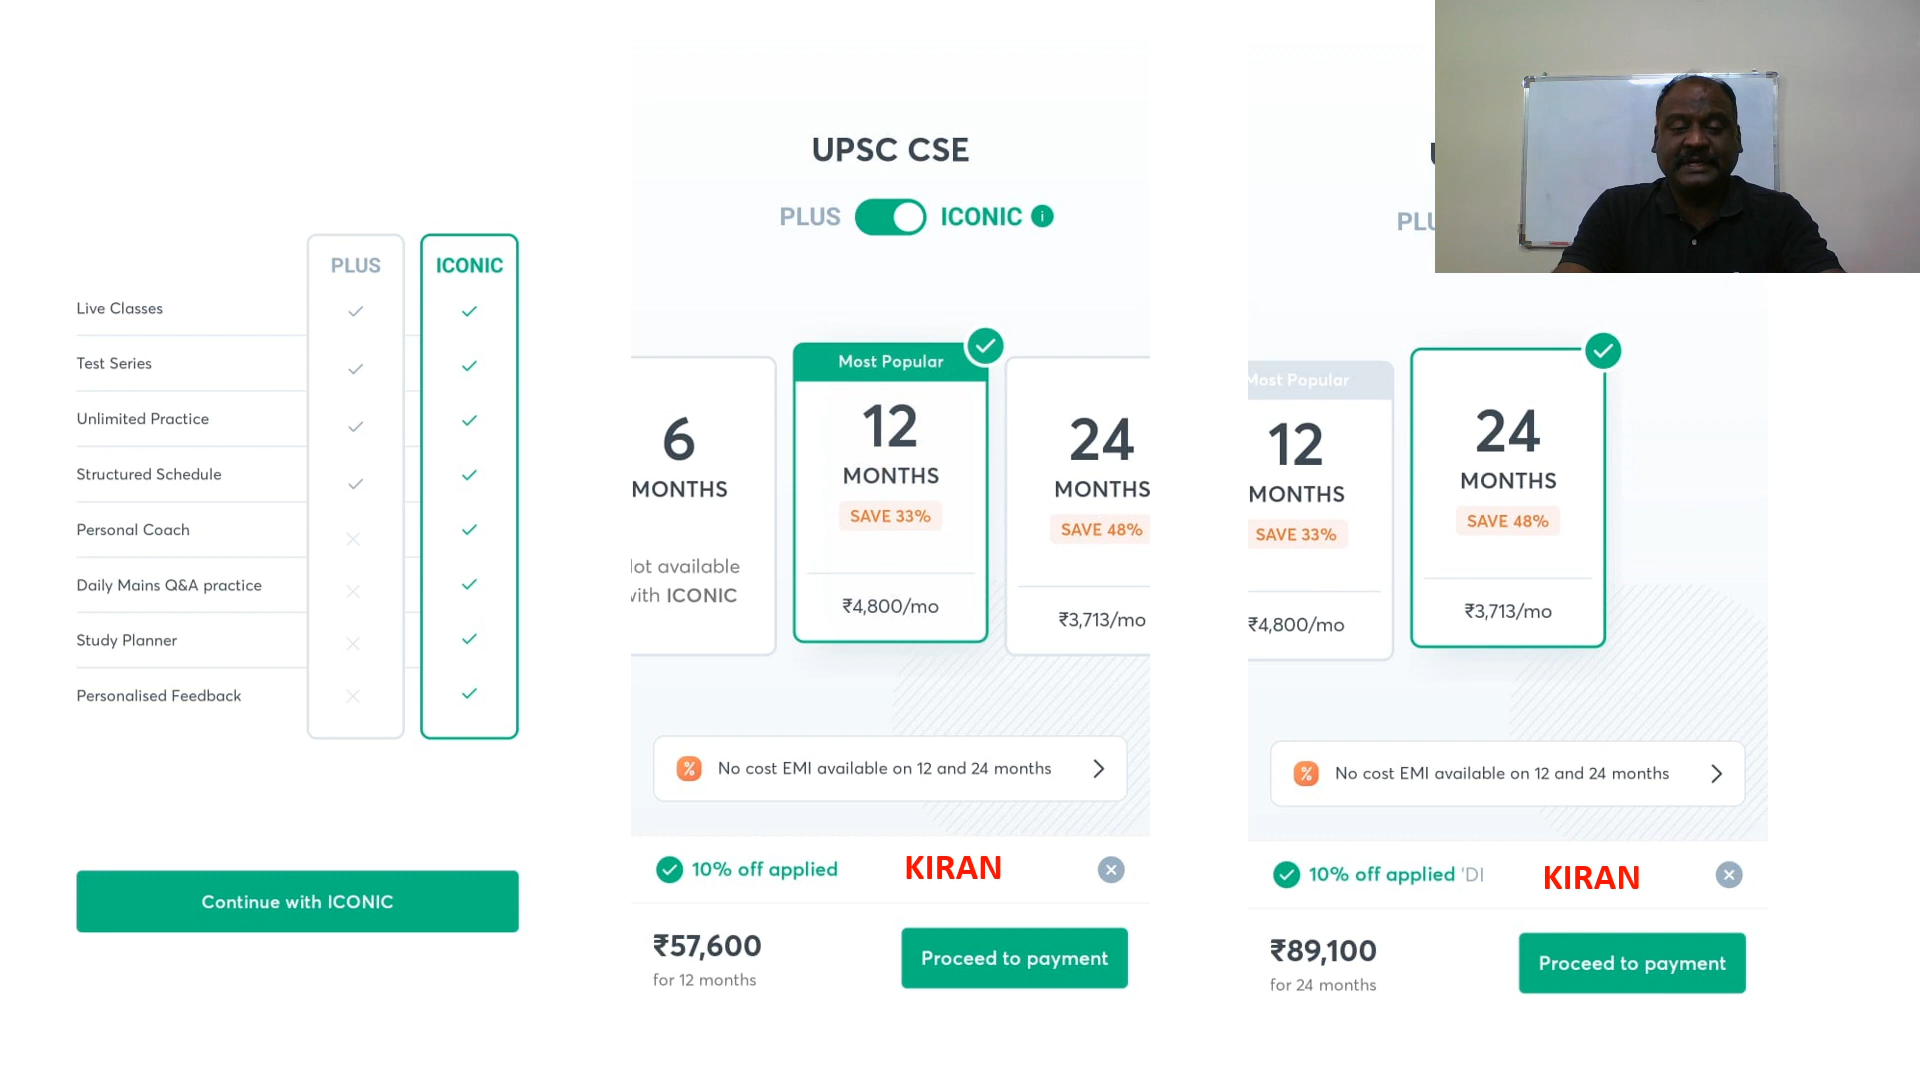 PLUS
ICONIC
Live Classes
Test Series
Unlimited Practice
Structured Schedule
Personal Coach
Daily Mains Q&A practice
Study Planner
Personalised Feedback
Continue with ICONIC
UPSC CSE
PLUS
ICONIC
6
MONTHS
available
ICONIC
Most Popular
12
MONTHS
SAVE 33%
₹4,800/mo
24
MONTHS
SAVE 48%
₹3,713/mo
No cost EMI available on 12 and 24 months
10% off applied
KIRAN
₹57,600
for 12 months
Proceed to payment
Most Popular
12
MONTHS
SAVE 33%
₹4,800/mo
24
MONTHS
SAVE 48%
₹3,713/mo
No cost EMI available on 12 and 24 months
10% off applied 'DI
KIRAN
₹89,100
for 24 months
Proceed to payment